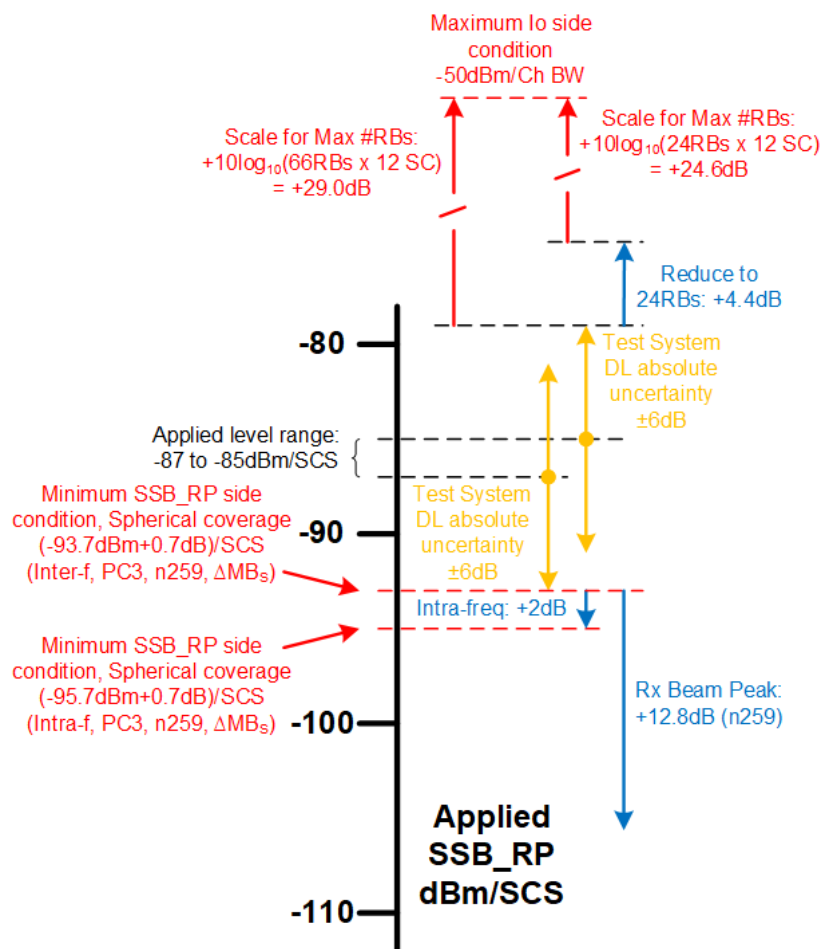 Maximum Io side
condition
-50dBm/Ch BW
Scale for Max #RBs:
+10log₁₀(66RBs x 12 SC)
= +29.0dB
Scale for Max #RBs:
+10log₁₀(24RBs x 12 SC)
= +24.6dB
Reduce to
24RBs: +4.4dB
-80
Test System
DL absolute
uncertainty
±6dB
Applied level range:
-87 to -85dBm/SCS
Minimum SSB_RP side
condition, Spherical coverage
(-93.7dBm+0.7dB)/SCS
(Inter-f, PC3, n259, ΔMBₛ)
Test System
DL absolute
uncertainty
±6dB
-90
Intra-freq: +2dB
Minimum SSB_RP side
condition, Spherical coverage
(-95.7dBm+0.7dB)/SCS
(Intra-f, PC3, n259, ΔMBₛ)
Rx Beam Peak:
+12.8dB (n259)
-100
Applied
SSB_RP
dBm/SCS
-110